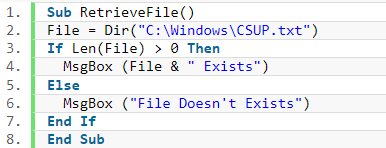 1. Sub RetrieveFile()
2. File = Dir("C:\Windows\CSUP.txt")
3. If Len(File) > 0 Then
4.   MsgBox (File & " Exists")
5. Else
6.   MsgBox ("File Doesn't Exists")
7. End If
8. End Sub